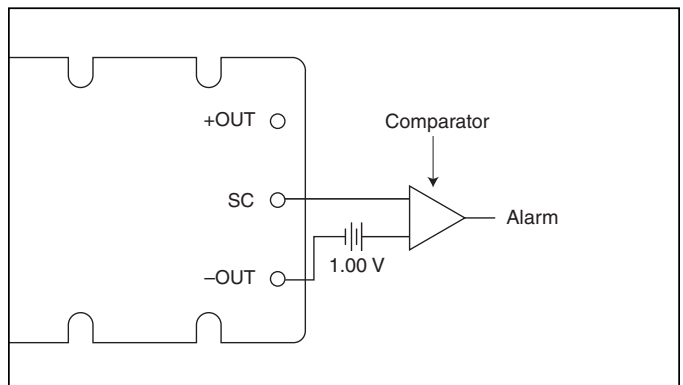 +OUT
Comparator
SC
Alarm
1.00 V
–OUT